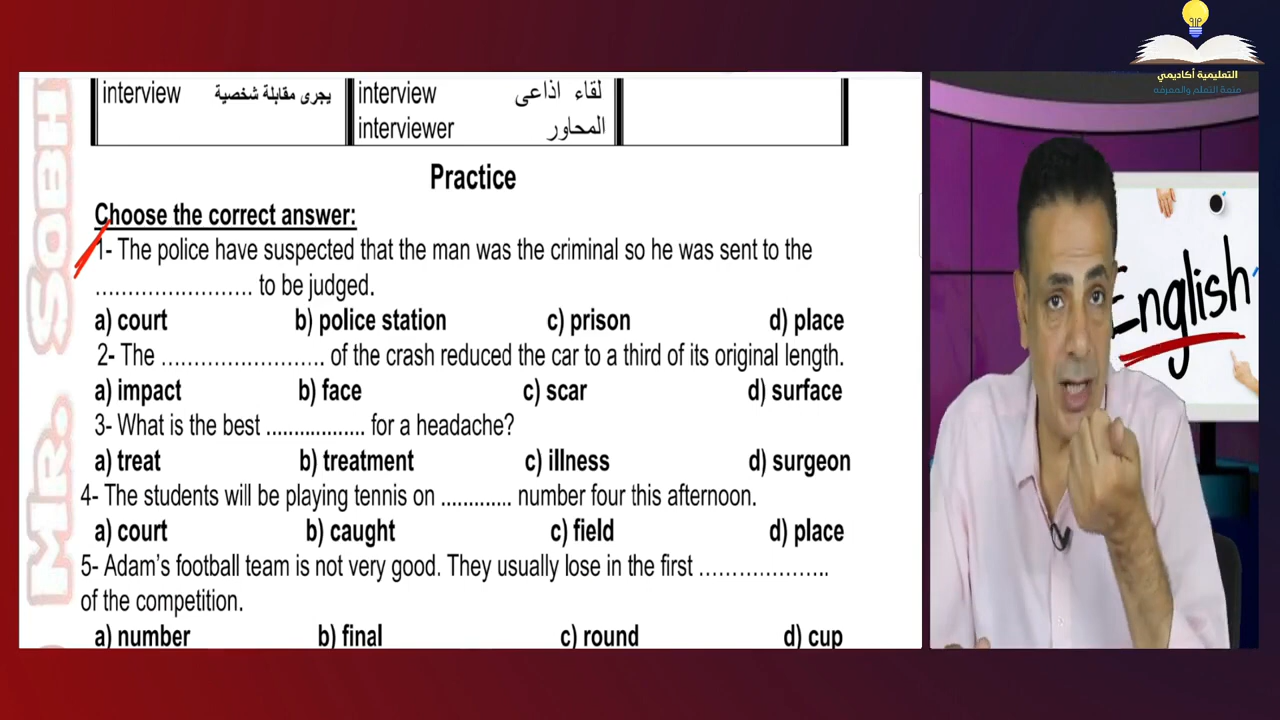 التعليمية أكاديمي
منصة التعلم والمعرفة
interview يجرى مقابلة شخصية
interview لقاء اذاعى
interviewer المحاور
Practice
Choose the correct answer:
1- The police have suspected that the man was the criminal so he was sent to the
........................ to be judged.
a) court b) police station c) prison d) place
2- The ........................ of the crash reduced the car to a third of its original length.
a) impact b) face c) scar d) surface
3- What is the best .................. for a headache?
a) treat b) treatment c) illness d) surgeon
4- The students will be playing tennis on ............ number four this afternoon.
a) court b) caught c) field d) place
5- Adam's football team is not very good. They usually lose in the first ....................
of the competition.
a) number b) final c) round d) cup
MR. SOBH
English